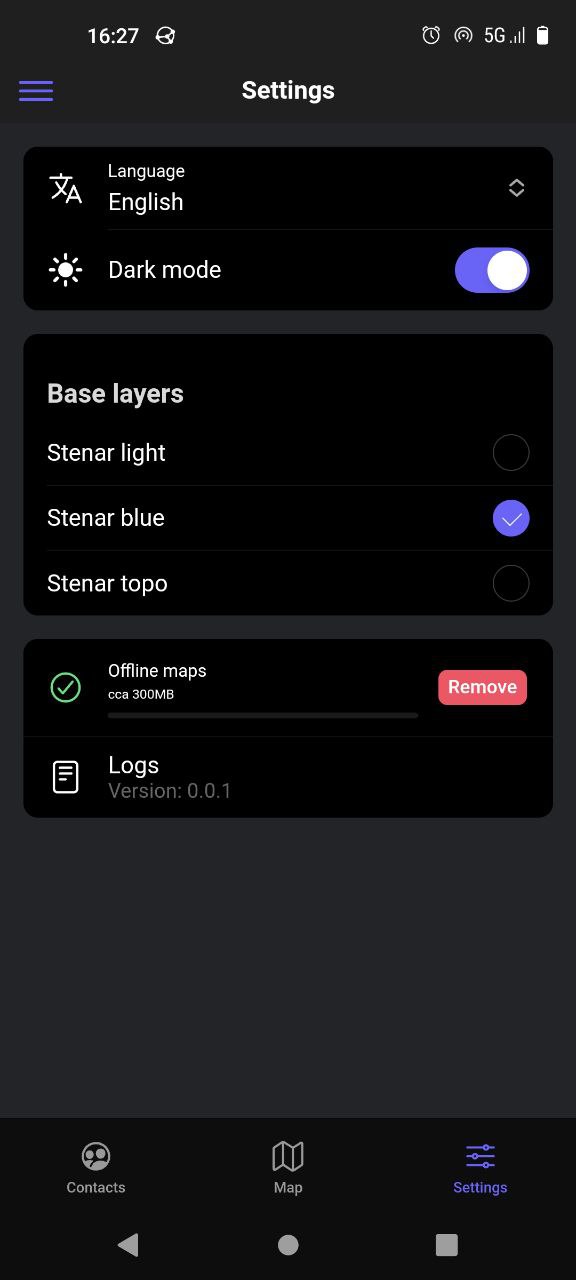 16:27
5G
Settings
Language
English
Dark mode
Base layers
Stenar light
Stenar blue
Stenar topo
Offline maps
cca 300MB
Remove
Logs
Version: 0.0.1
Contacts
Map
Settings